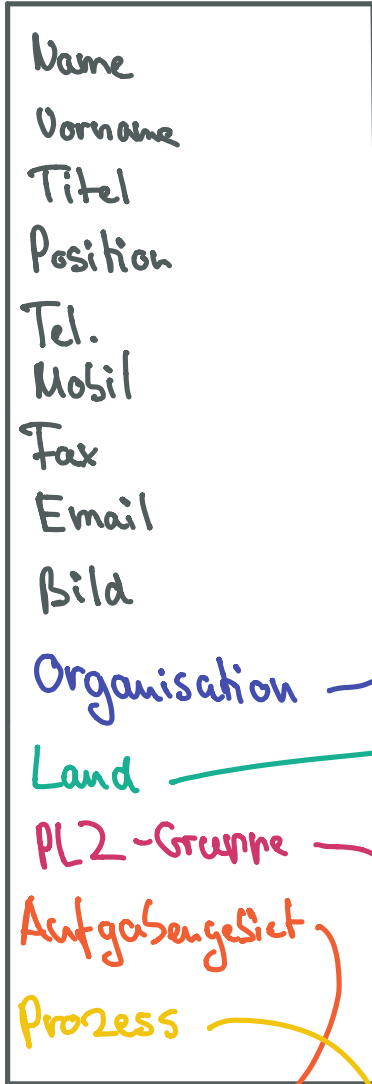 Name
Vorname
Titel
Position
Tel.
Mobil
Fax
Email
Bild
Organisation
Land
PLZ-Gruppe
Aufgabengebiet
Prozess